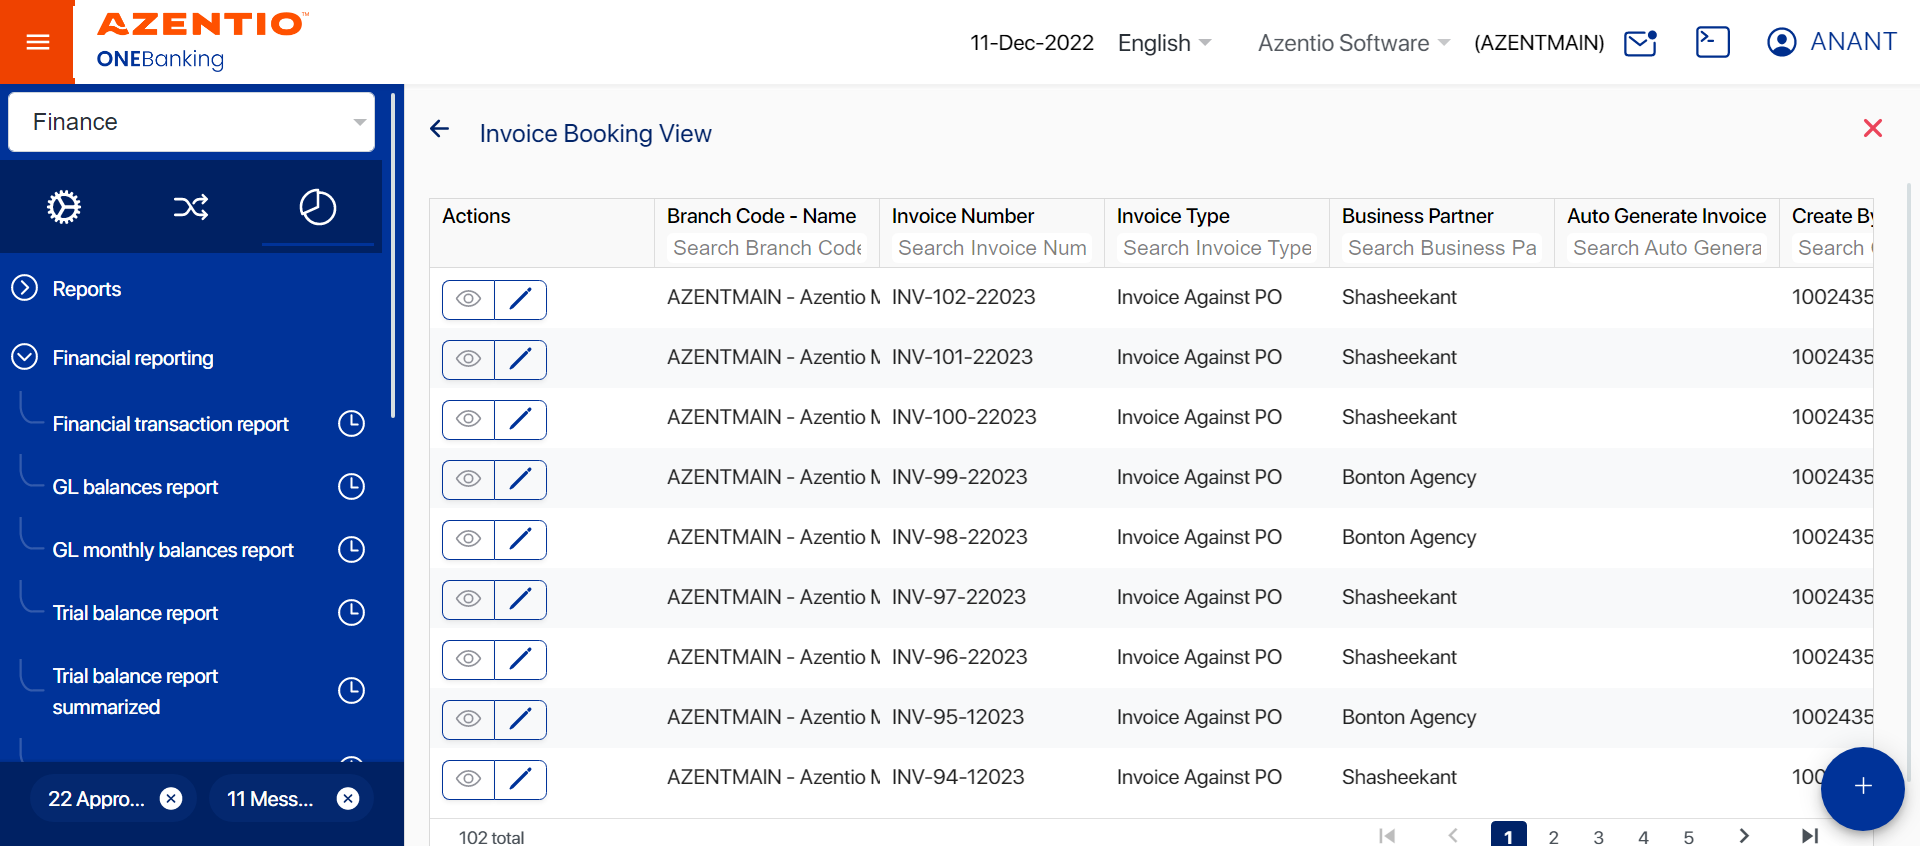 AZENTIO™
ONEBanking
11-Dec-2022 English Azentio Software (AZENTMAIN) ANANT
Finance
Reports
Financial reporting
Financial transaction report
GL balances report
GL monthly balances report
Trial balance report
Trial balance report
summarized
22 Appro... 11 Mess...
Invoice Booking View
Actions Branch Code - Name Invoice Number Invoice Type Business Partner Auto Generate Invoice Create By
Search Branch Code Search Invoice Num Search Invoice Type Search Business Pa Search Auto Genera Search
AZENTMAIN - Azentio M INV-102-22023 Invoice Against PO Shasheekant 1002435
AZENTMAIN - Azentio M INV-101-22023 Invoice Against PO Shasheekant 1002435
AZENTMAIN - Azentio M INV-100-22023 Invoice Against PO Shasheekant 1002435
AZENTMAIN - Azentio M INV-99-22023 Invoice Against PO Bonton Agency 1002435
AZENTMAIN - Azentio M INV-98-22023 Invoice Against PO Bonton Agency 1002435
AZENTMAIN - Azentio M INV-97-22023 Invoice Against PO Shasheekant 1002435
AZENTMAIN - Azentio M INV-96-22023 Invoice Against PO Shasheekant 1002435
AZENTMAIN - Azentio M INV-95-12023 Invoice Against PO Bonton Agency 1002435
AZENTMAIN - Azentio M INV-94-12023 Invoice Against PO Shasheekant 100
102 total 1 2 3 4 5